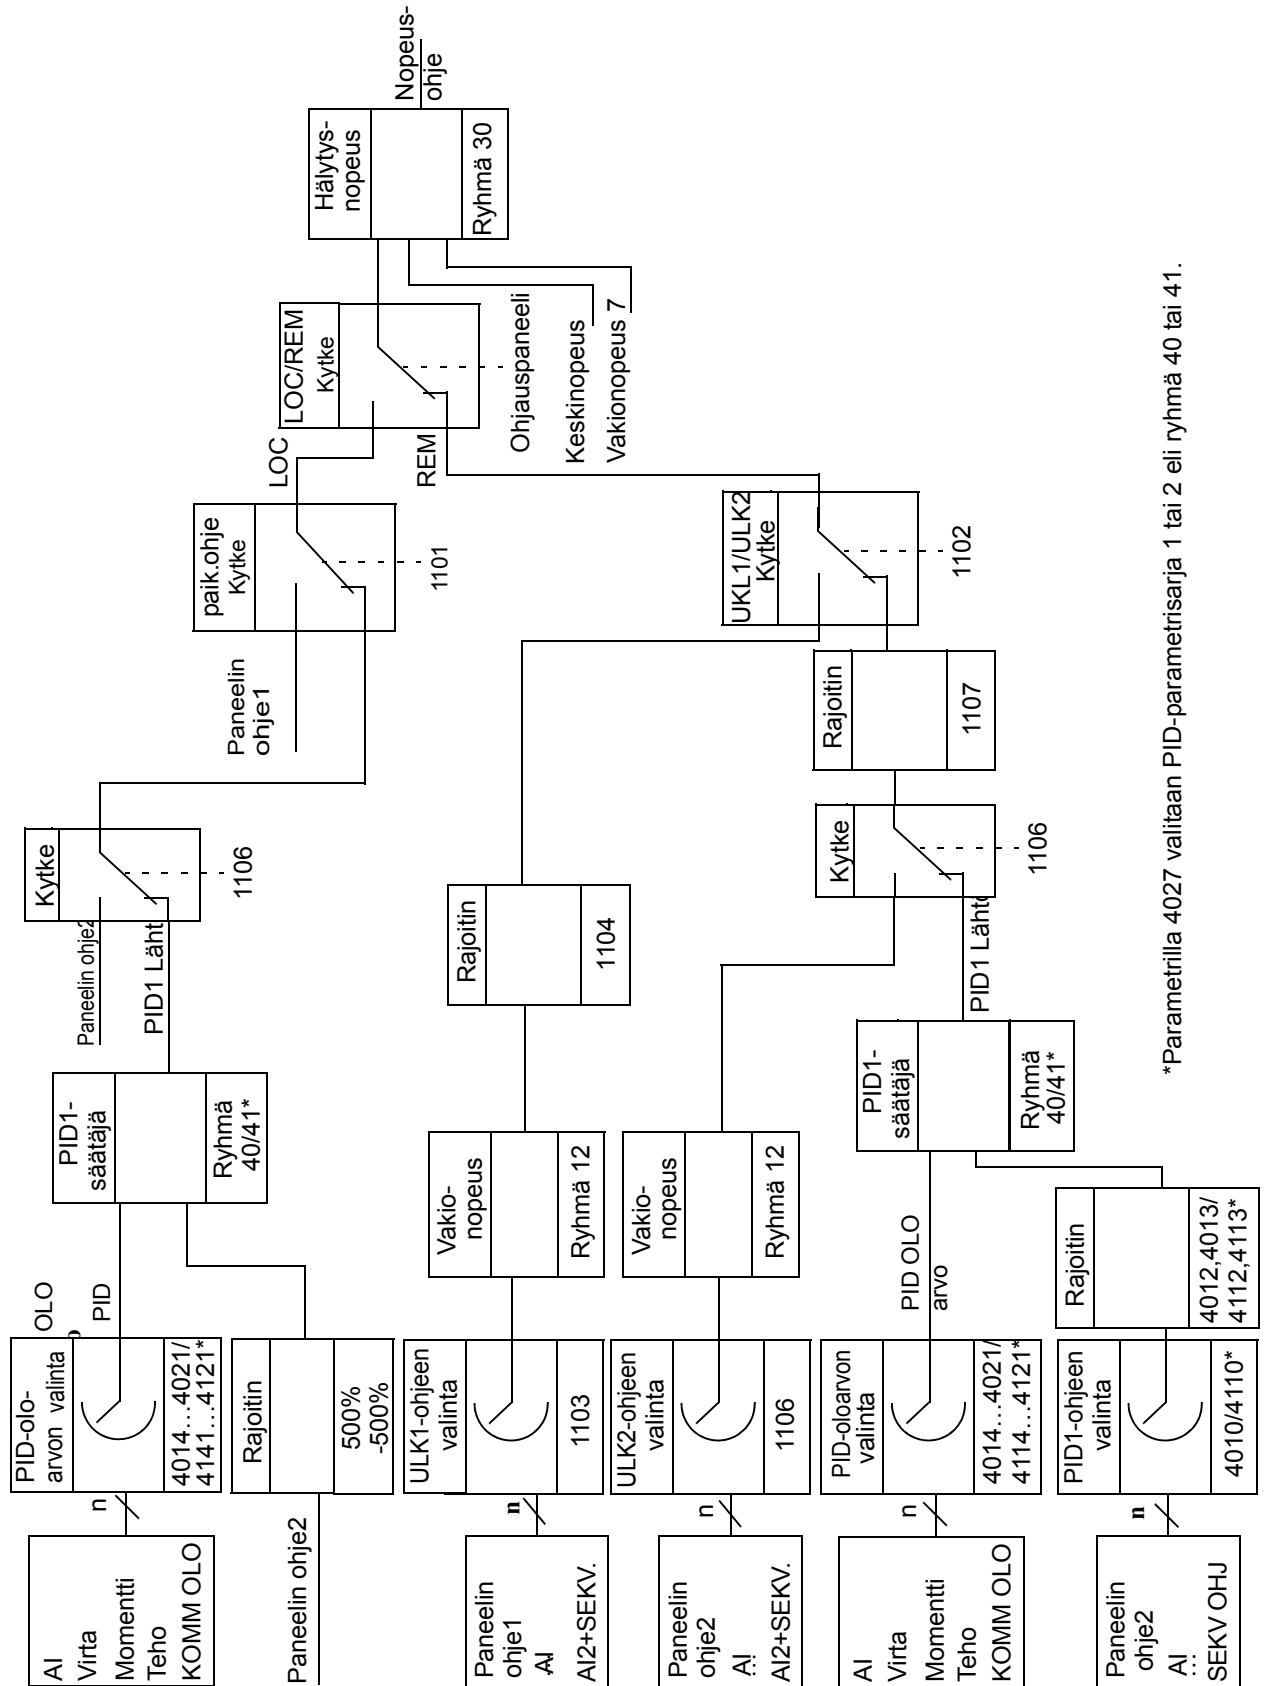 AI
Virta
Momentti
Teho
KOMM OLO
n
PID-olo-
arvon valinta
4014...4021/
4141...4121*
OLO
PID
PID1-
säätäjä
Ryhmä
40/41*
Paneelin ohje2
Rajoitin
500%
-500%
Paneelin ohje2
PID1 Läht
Kytke
1106
Paneelin
ohje1
paik.ohje
Kytke
1101
LOC
REM
LOC/REM
Kytke
Ohjauspaneeli
Keskinopeus
Vakionopeus 7
Hälytys-
nopeus
Ryhmä 30
Nopeus-
ohje
Paneelin
ohje1
AI
AI2+SEKV.
n
ULK1-ohjeen
valinta
1103
Vakio-
nopeus
Ryhmä 12
Rajoitin
1104
UKL1/ULK2
Kytke
1102
Paneelin
ohje2
AI
...
AI2+SEKV.
n
ULK2-ohjeen
valinta
1106
Vakio-
nopeus
Ryhmä 12
Kytke
1106
Rajoitin
1107
AI
Virta
Momentti
Teho
KOMM OLO
n
PID-oloarvon
valinta
4014...4021/
4114...4121*
PID OLO
arvo
PID1-
säätäjä
Ryhmä
40/41*
PID1 Lähtö
Paneelin
ohje2
AI
...
SEKV OHJ
n
PID1-ohjeen
valinta
4010/4110*
Rajoitin
4012,4013/
4112,4113*
*Parametrilla 4027 valitaan PID-parametrisarja 1 tai 2 eli ryhmä 40 tai 41.